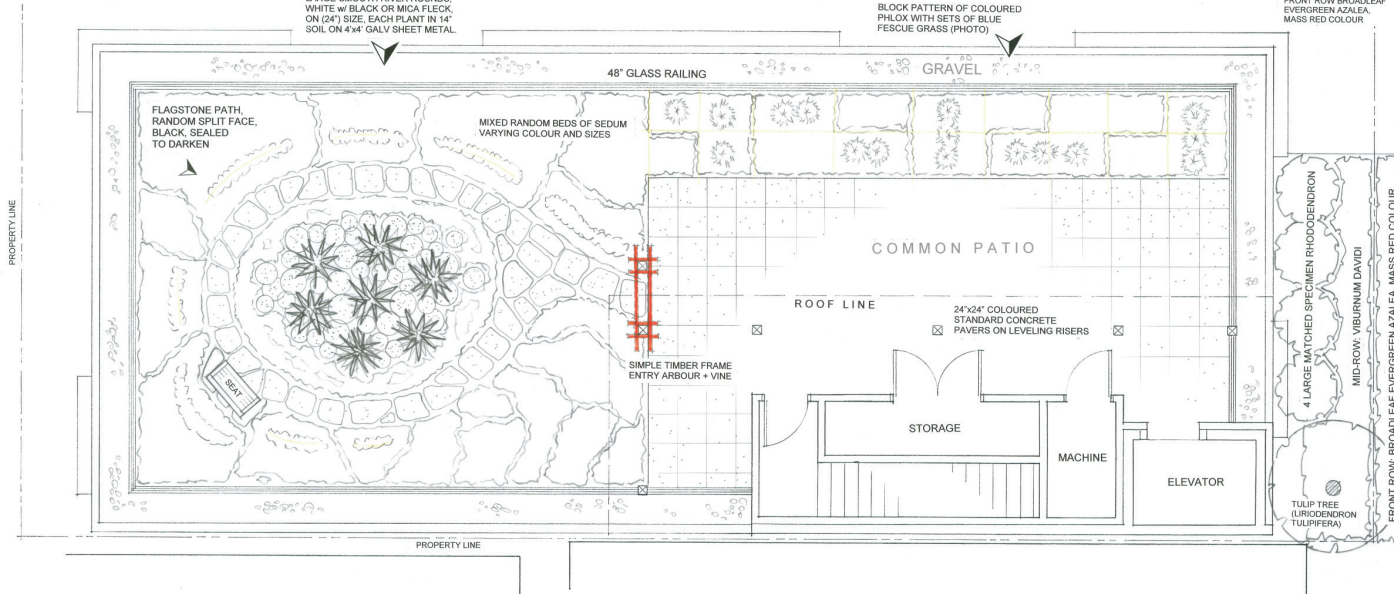 LARGE SMOOTH RIVER ROUNDS,
WHITE w/ BLACK OR MICA FLECK,
ON (24") SIZE, EACH PLANT IN 14"
SOIL ON 4'x4' GALV SHEET METAL.
BLOCK PATTERN OF COLOURED
PHLOX WITH SETS OF BLUE
FESCUE GRASS (PHOTO)
FRONT ROW BROADLEAF
EVERGREEN AZALEA,
MASS RED COLOUR
48" GLASS RAILING
GRAVEL
FLAGSTONE PATH,
RANDOM SPLIT FACE,
BLACK, SEALED
TO DARKEN
MIXED RANDOM BEDS OF SEDUM
VARYING COLOUR AND SIZES
PROPERTY LINE
COMMON PATIO
ROOF LINE
24"x24" COLOURED
STANDARD CONCRETE
PAVERS ON LEVELING RISERS
SIMPLE TIMBER FRAME
ENTRY ARBOUR + VINE
SEAT
STORAGE
MACHINE
ELEVATOR
4 LARGE MATCHED SPECIMEN RHODODENDRON
MID-ROW: VIBURNUM DAVIDI
FRONT ROW: BROADLEAF EVERGREEN AZALEA, MASS RED COLOUR
TULIP TREE
(LIRIODENDRON
TULIPIFERA)
PROPERTY LINE